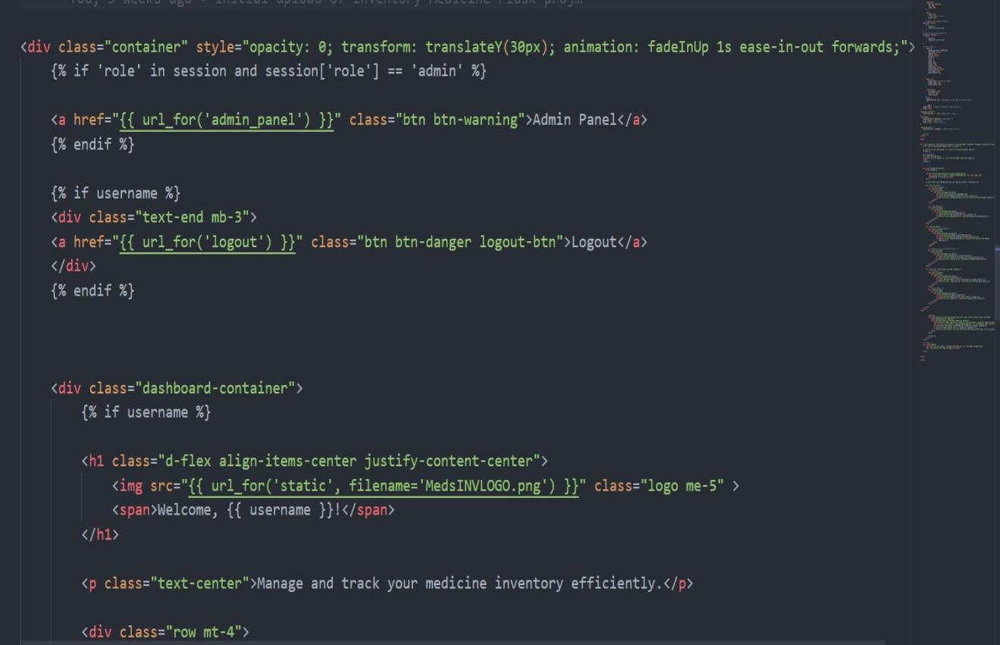 You, 3 weeks ago • Initial upload of inventory Medicine Flask proj…
<div class="container" style="opacity: 0; transform: translateY(30px); animation: fadeInUp 1s ease-in-out forwards;">
{% if 'role' in session and session['role'] == 'admin' %}
<a href="{{ url_for('admin_panel') }}" class="btn btn-warning">Admin Panel</a>
{% endif %}
{% if username %}
<div class="text-end mb-3">
<a href="{{ url_for('logout') }}" class="btn btn-danger logout-btn">Logout</a>
</div>
{% endif %}
<div class="dashboard-container">
{% if username %}
<h1 class="d-flex align-items-center justify-content-center">
<img src="{{ url_for('static', filename='MedsINVLOGO.png') }}" class="logo me-5" >
<span>Welcome, {{ username }}!</span>
</h1>
<p class="text-center">Manage and track your medicine inventory efficiently.</p>
<div class="row mt-4">